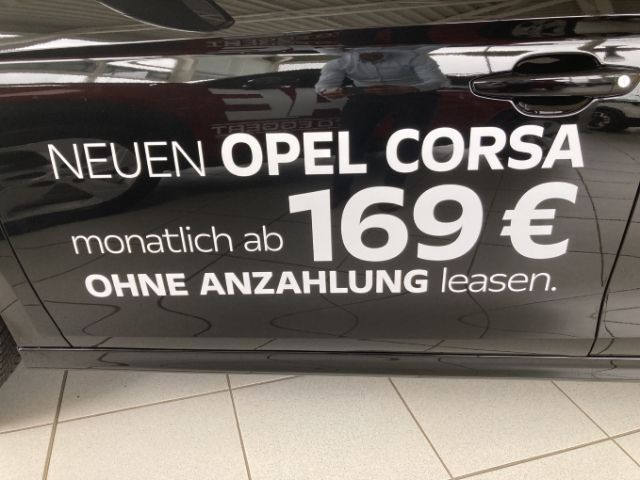 NEUEN OPEL CORSA
monatlich ab 169 €
OHNE ANZAHLUNG leasen.